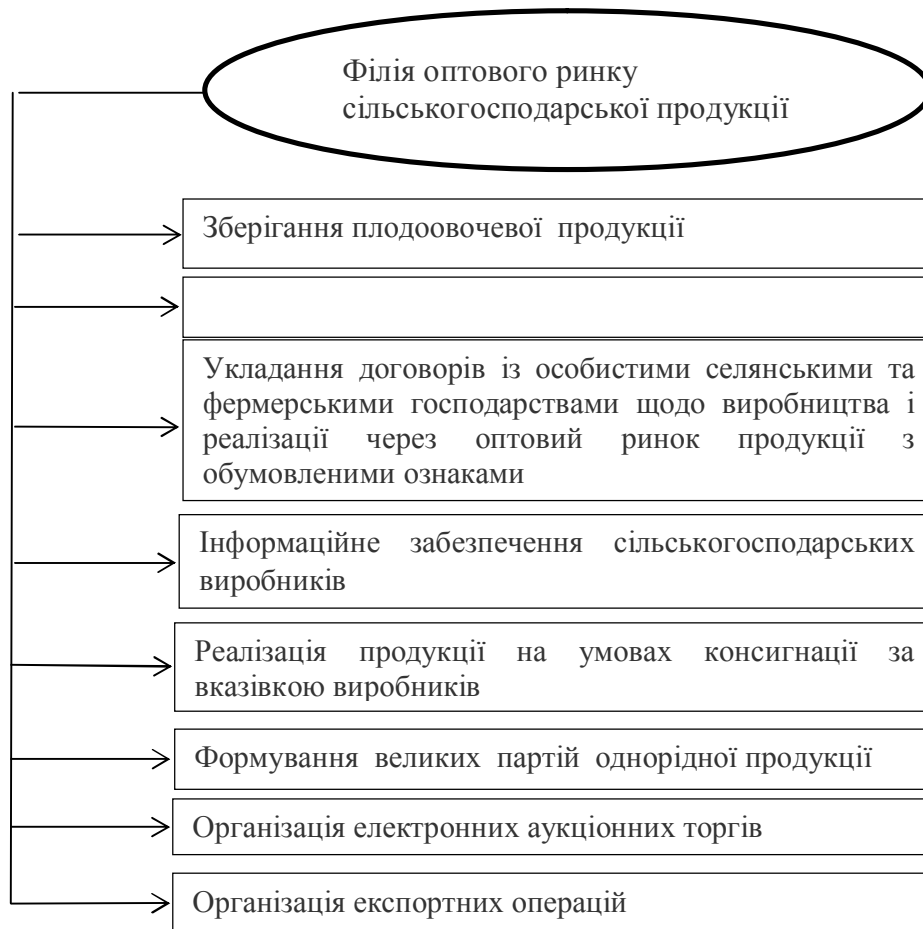 Філія оптового ринку
сільськогосподарської продукції
Зберігання плодоовочевої продукції
Укладання договорів із особистими селянськими та
фермерськими господарствами щодо виробництва і
реалізації через оптовий ринок продукції з
обумовленими ознаками
Інформаційне забезпечення сільськогосподарських
виробників
Реалізація продукції на умовах консигнації за
вказівкою виробників
Формування великих партій однорідної продукції
Організація електронних аукціонних торгів
Організація експортних операцій